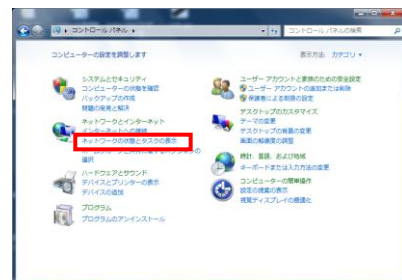 コントロール パネル
コントロール パネルの検索
コンピューターの設定を調整します
表示方法: カテゴリ
システムとセキュリティ
コンピューターの状態を確認
バックアップの作成
問題の発見と解決
ネットワークとインターネット
インターネットへの接続
ネットワークの状態とタスクの表示
選択
ハードウェアとサウンド
デバイスとプリンターの表示
デバイスの追加
プログラム
プログラムのアンインストール
ユーザー アカウントと家族のための安全設定
ユーザー アカウントの追加または削除
保護者による制限の設定
デスクトップのカスタマイズ
テーマの変更
デスクトップの背景の変更
画面の解像度の調整
時計、言語、および地域
キーボードまたは入力方法の変更
コンピューターの簡単操作
設定の提案の表示
視覚ディスプレイの最適化